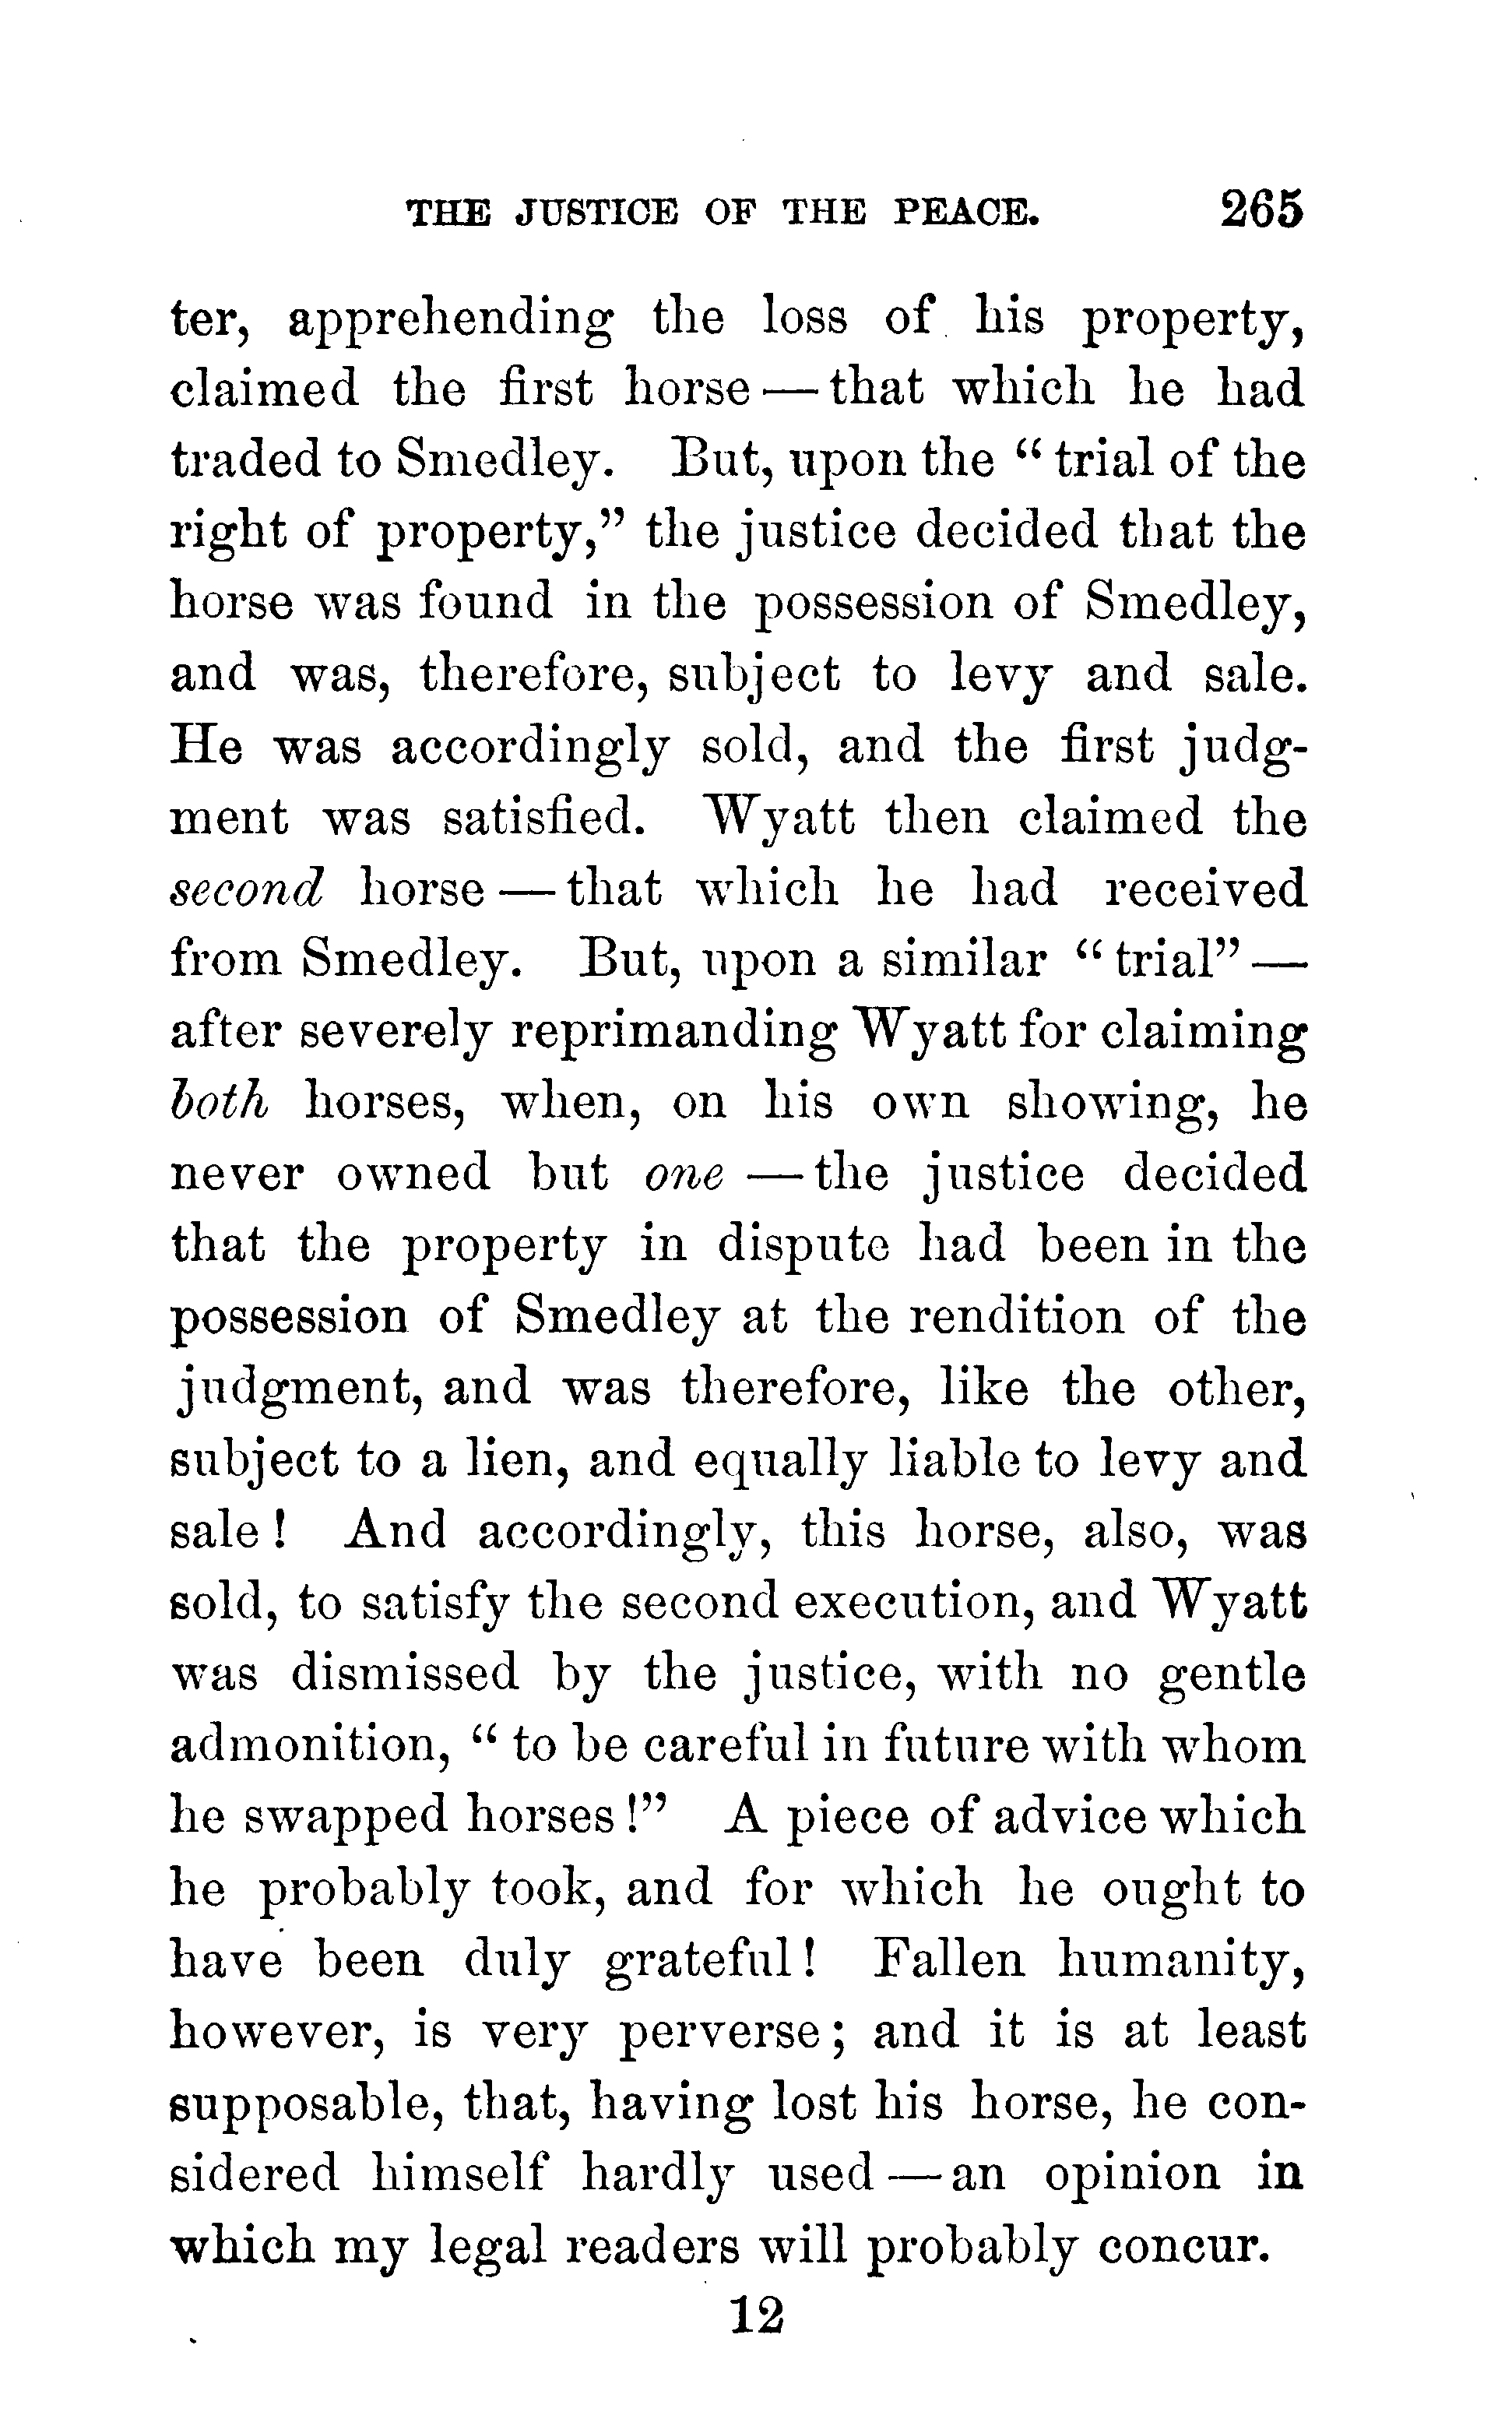 THE JUSTICE OF THE PEACE. 265
ter, apprehending the loss of his property,
claimed the first horse — that which he had
traded to Smedley. But, upon the “ trial of the
right of property,” the justice decided that the
horse was found in the possession of Smedley,
and was, therefore, subject to levy and sale.
He was accordingly sold, and the first judg-
ment was satisfied. Wyatt then claimed the
second horse — that which he had received
from Smedley. But, upon a similar “ trial” —
after severely reprimanding Wyatt for claiming
both horses, when, on his own showing, he
never owned but one — the justice decided
that the property in dispute had been in the
possession of Smedley at the rendition of the
judgment, and was therefore, like the other,
subject to a lien, and equally liable to levy and
sale ! And accordingly, this horse, also, was
sold, to satisfy the second execution, and Wyatt
was dismissed by the justice, with no gentle
admonition, “ to be careful in future with whom
he swapped horses !” A piece of advice which
he probably took, and for which he ought to
have been duly grateful ! Fallen humanity,
however, is very perverse ; and it is at least
supposable, that, having lost his horse, he con-
sidered himself hardly used — an opinion in
which my legal readers will probably concur.
12